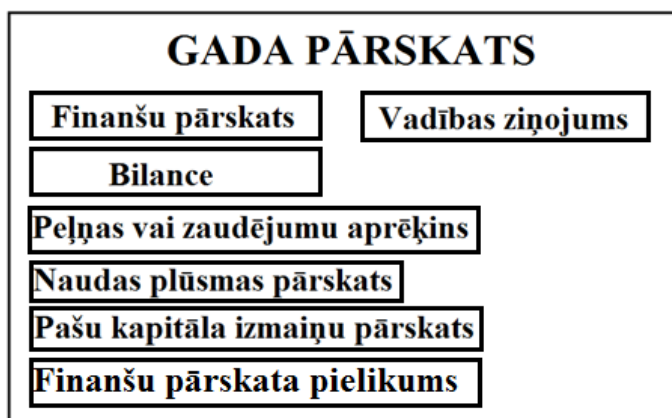 GADA PĀRSKATS
Finanšu pārskats
Vadības ziņojums
Bilance
Peļņas vai zaudējumu aprēķins
Naudas plūsmas pārskats
Pašu kapitāla izmaiņu pārskats
Finanšu pārskata pielikums